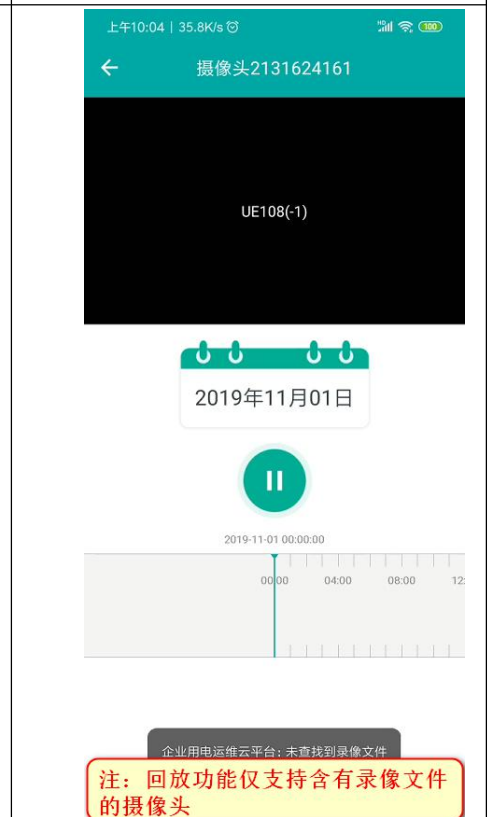 上午10:04 | 35.8K/s
HD 100
摄像头2131624161
UE108(-1)
2019年11月01日
2019-11-01 00:00:00
00:00 04:00 08:00 12:
企业用电运维云平台: 未查找到录像文件
注：回放功能仅支持含有录像文件
的摄像头